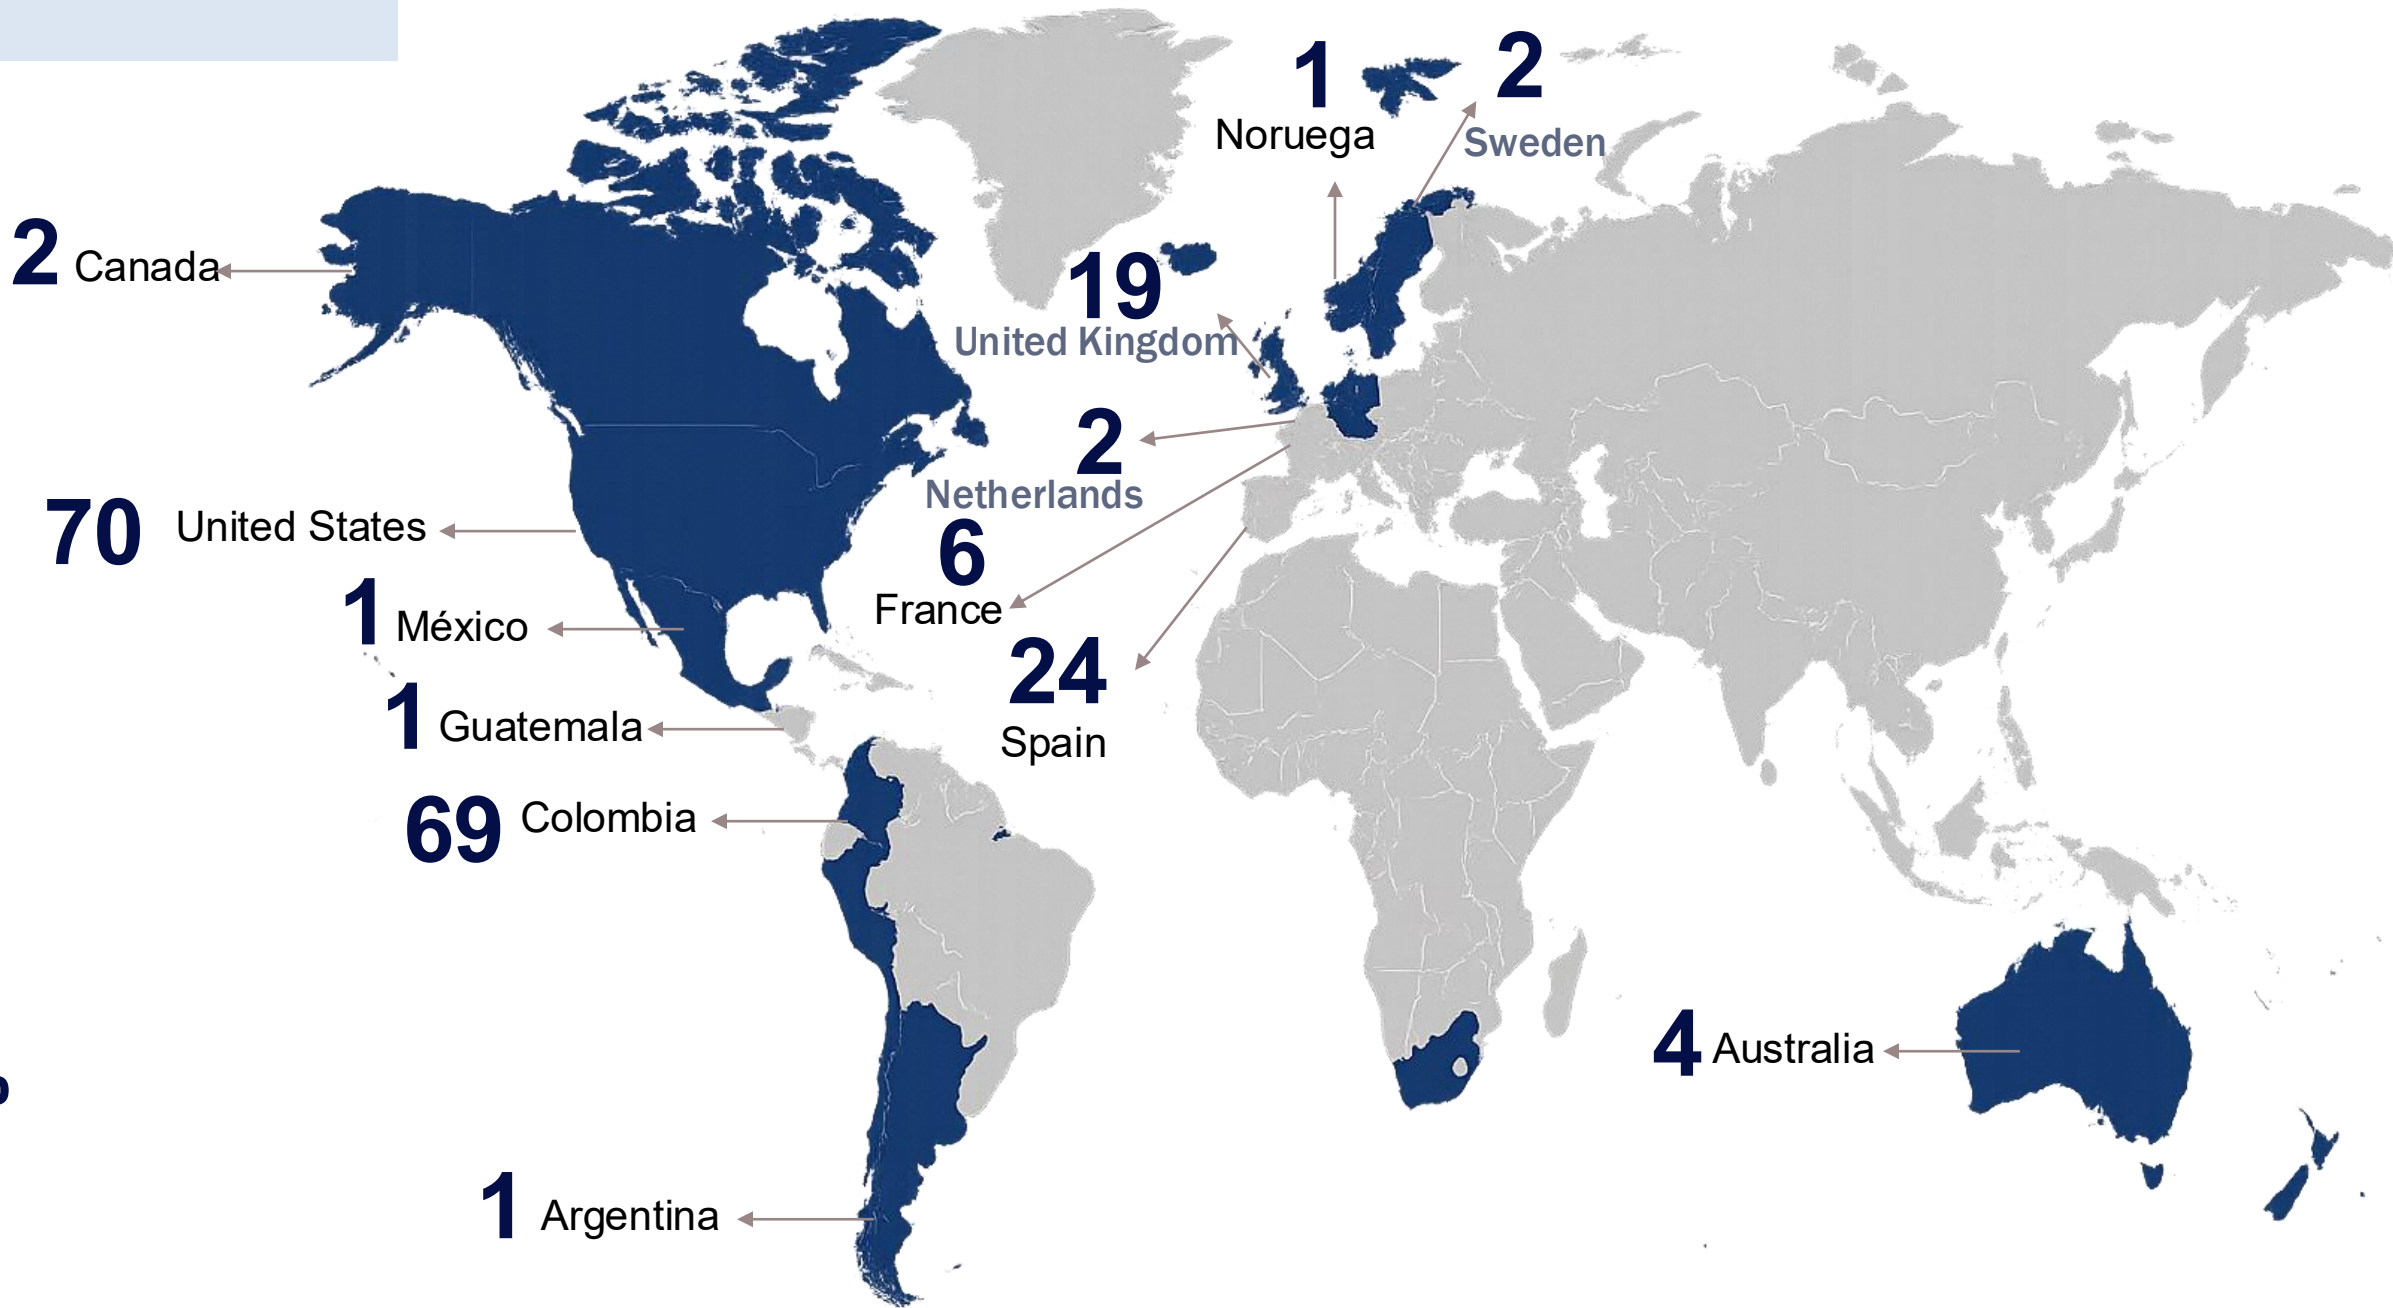 1
2
Noruega
Sweden
2 Canada
19
United Kingdom
2
Netherlands
70 United States
6
France
1 México
24
Spain
1 Guatemala
69 Colombia
4 Australia
1 Argentina